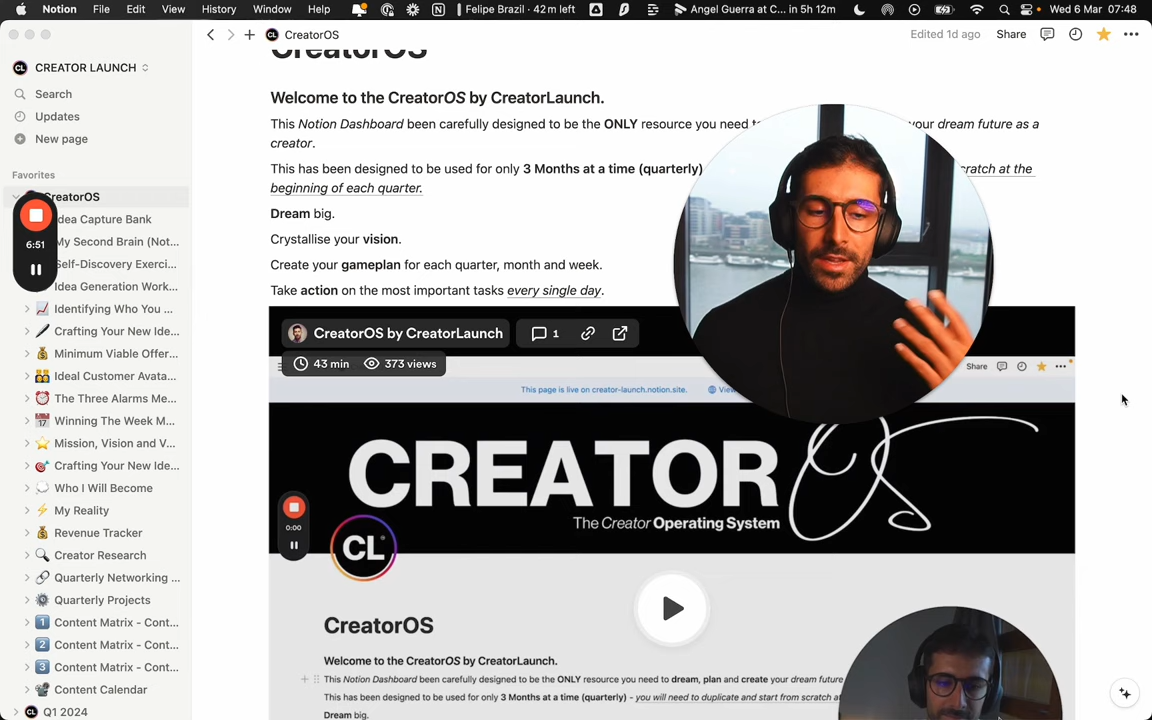 Notion File Edit View History Window Help Felipe Brazil · 42 m left Angel Guerra at C... in 5h 12m Wed 6 Mar 07:48
CreatorOS Edited 1d ago Share
CL CREATOR LAUNCH
Search
Updates
New page
Favorites
CreatorOS
dea Capture Bank
My Second Brain (Not...
Self-Discovery Exerci...
Idea Generation Work...
Identifying Who You ...
Crafting Your New Ide...
Minimum Viable Offer...
Ideal Customer Avata...
The Three Alarms Me...
Winning The Week M...
Mission, Vision and V...
Crafting Your New Ide...
Who I Will Become
My Reality
Revenue Tracker
Creator Research
Quarterly Networking ...
Quarterly Projects
1 Content Matrix - Cont...
2 Content Matrix - Cont...
3 Content Matrix - Cont...
Content Calendar
CL Q1 2024
6:51
CreatorOS
Welcome to the CreatorOS by CreatorLaunch.
This Notion Dashboard been carefully designed to be the ONLY resource you need your dream future as a
creator.
This has been designed to be used for only 3 Months at a time (quarterly) scratch at the
beginning of each quarter.
Dream big.
Crystallise your vision.
Create your gameplan for each quarter, month and week.
Take action on the most important tasks every single day.
CreatorOS by CreatorLaunch 1
43 min 373 views
Share
This page is live on creator-launch.notion.site.
CREATOR OS
The Creator Operating System
0:00
CL
CreatorOS
Welcome to the CreatorOS by CreatorLaunch.
This Notion Dashboard been carefully designed to be the ONLY resource you need to dream, plan and create your dream future
This has been designed to be used for only 3 Months at a time (quarterly) - you will need to duplicate and start from scratch at
Dream big.